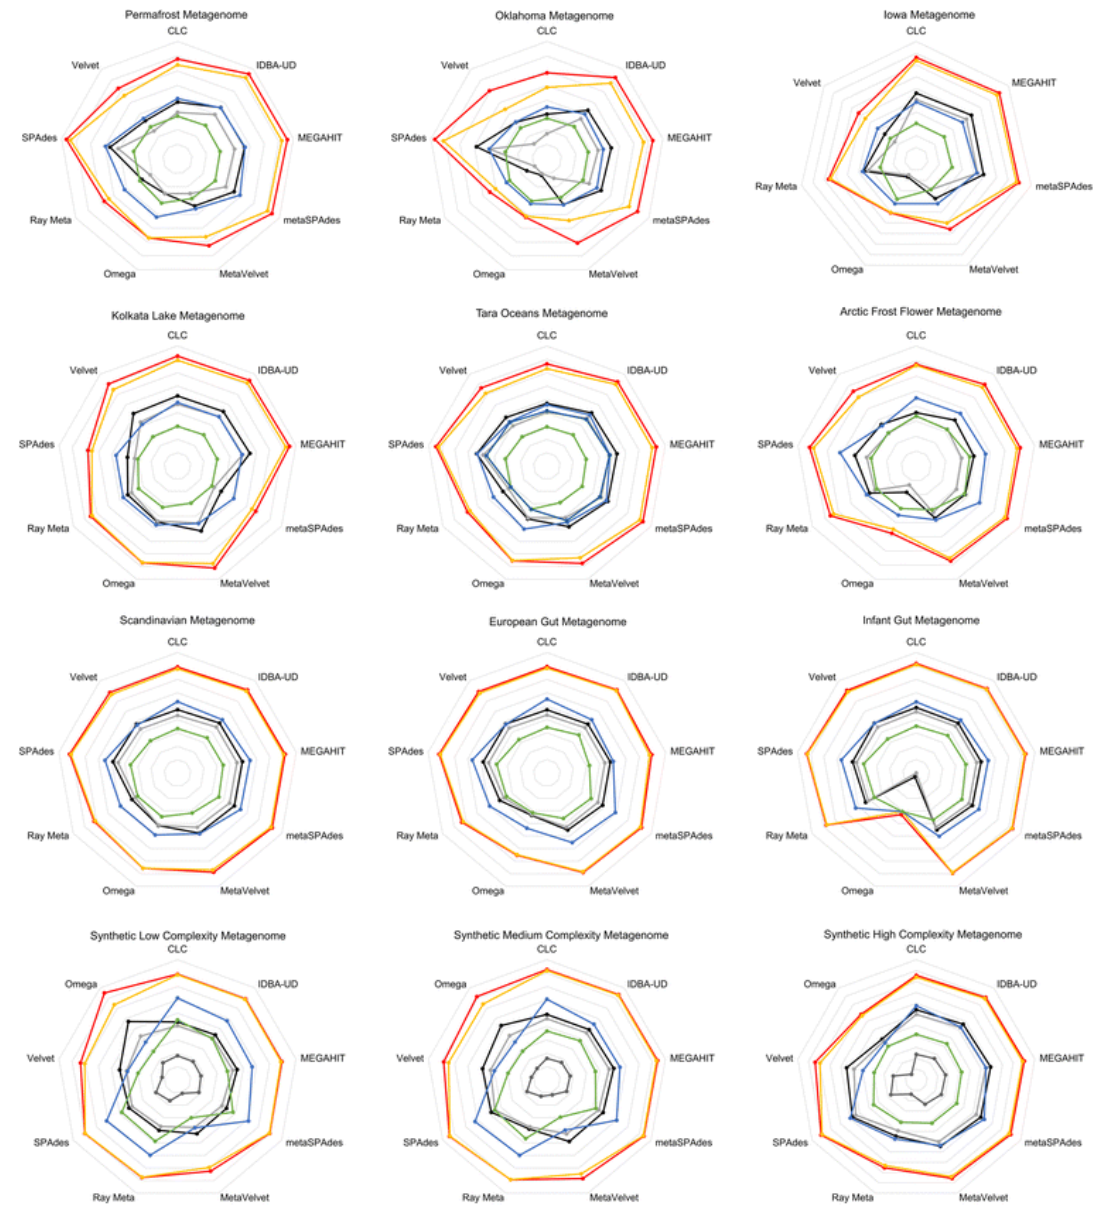 Permafrost Metagenome
CLC
Velvet
IDBA-UD
SPAdes
MEGAHIT
Ray Meta
metaSPAdes
Omega
MetaVelvet
Oklahoma Metagenome
CLC
Velvet
IDBA-UD
SPAdes
MEGAHIT
Ray Meta
metaSPAdes
Omega
MetaVelvet
Iowa Metagenome
CLC
Velvet
MEGAHIT
Ray Meta
metaSPAdes
Omega
MetaVelvet
Kolkata Lake Metagenome
CLC
Velvet
IDBA-UD
SPAdes
MEGAHIT
Ray Meta
metaSPAdes
Omega
MetaVelvet
Tara Oceans Metagenome
CLC
Velvet
IDBA-UD
SPAdes
MEGAHIT
Ray Meta
metaSPAdes
Omega
MetaVelvet
Arctic Frost Flower Metagenome
CLC
Velvet
IDBA-UD
SPAdes
MEGAHIT
Ray Meta
metaSPAdes
Omega
MetaVelvet
Scandinavian Metagenome
CLC
Velvet
IDBA-UD
SPAdes
MEGAHIT
Ray Meta
metaSPAdes
Omega
MetaVelvet
European Gut Metagenome
CLC
Velvet
IDBA-UD
SPAdes
MEGAHIT
Ray Meta
metaSPAdes
Omega
MetaVelvet
Infant Gut Metagenome
CLC
Velvet
IDBA-UD
SPAdes
MEGAHIT
Ray Meta
metaSPAdes
Omega
MetaVelvet
Synthetic Low Complexity Metagenome
CLC
Omega
IDBA-UD
Velvet
MEGAHIT
SPAdes
metaSPAdes
Ray Meta
MetaVelvet
Synthetic Medium Complexity Metagenome
CLC
Omega
IDBA-UD
Velvet
MEGAHIT
SPAdes
metaSPAdes
Ray Meta
MetaVelvet
Synthetic High Complexity Metagenome
CLC
Omega
IDBA-UD
Velvet
MEGAHIT
SPAdes
metaSPAdes
Ray Meta
MetaVelvet